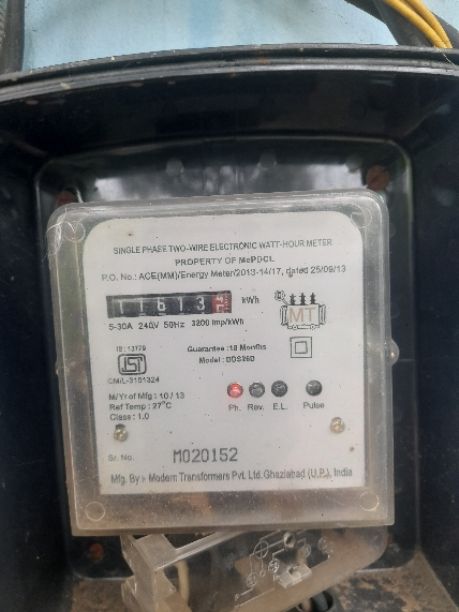 SINGLE PHASE TWO-WIRE ELECTRONIC WATT-HOUR METER
PROPERTY OF MePDCL
P.O. No.: ACE(MM)/Energy Meter/2013-14/17, dated 25/09/13
11613 kWh
5-30A 240V 50Hz 3200 imp/kWh
MT
IS: 13779
Guarantee: 18 Months
Model:
CM/L-3181324
M/Yr of Mfg : 10 / 13
Ref Temp : 27°C
Class : 1.0
Ph. Rev. E.L. Pulse
Sr. No. M020152
Mfg. By :- Modern Transformers Pvt. Ltd. Ghaziabad (U.P.), India